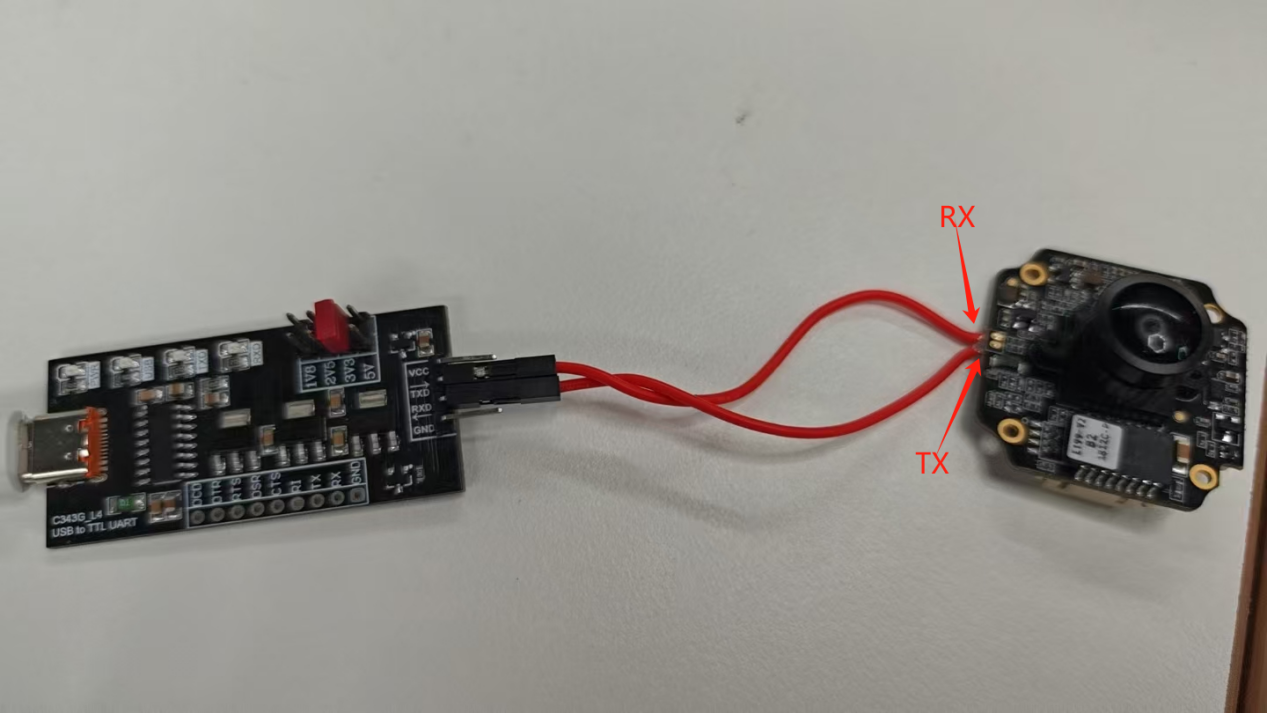 RX
1V8
2V5
3V3
5V
VCC
TXD
RXD
GND
DCD
DTR
RTS
DSR
CTS
RI
TX
RX
GND
C343G_L4
USB to TTL UART
TX
B2